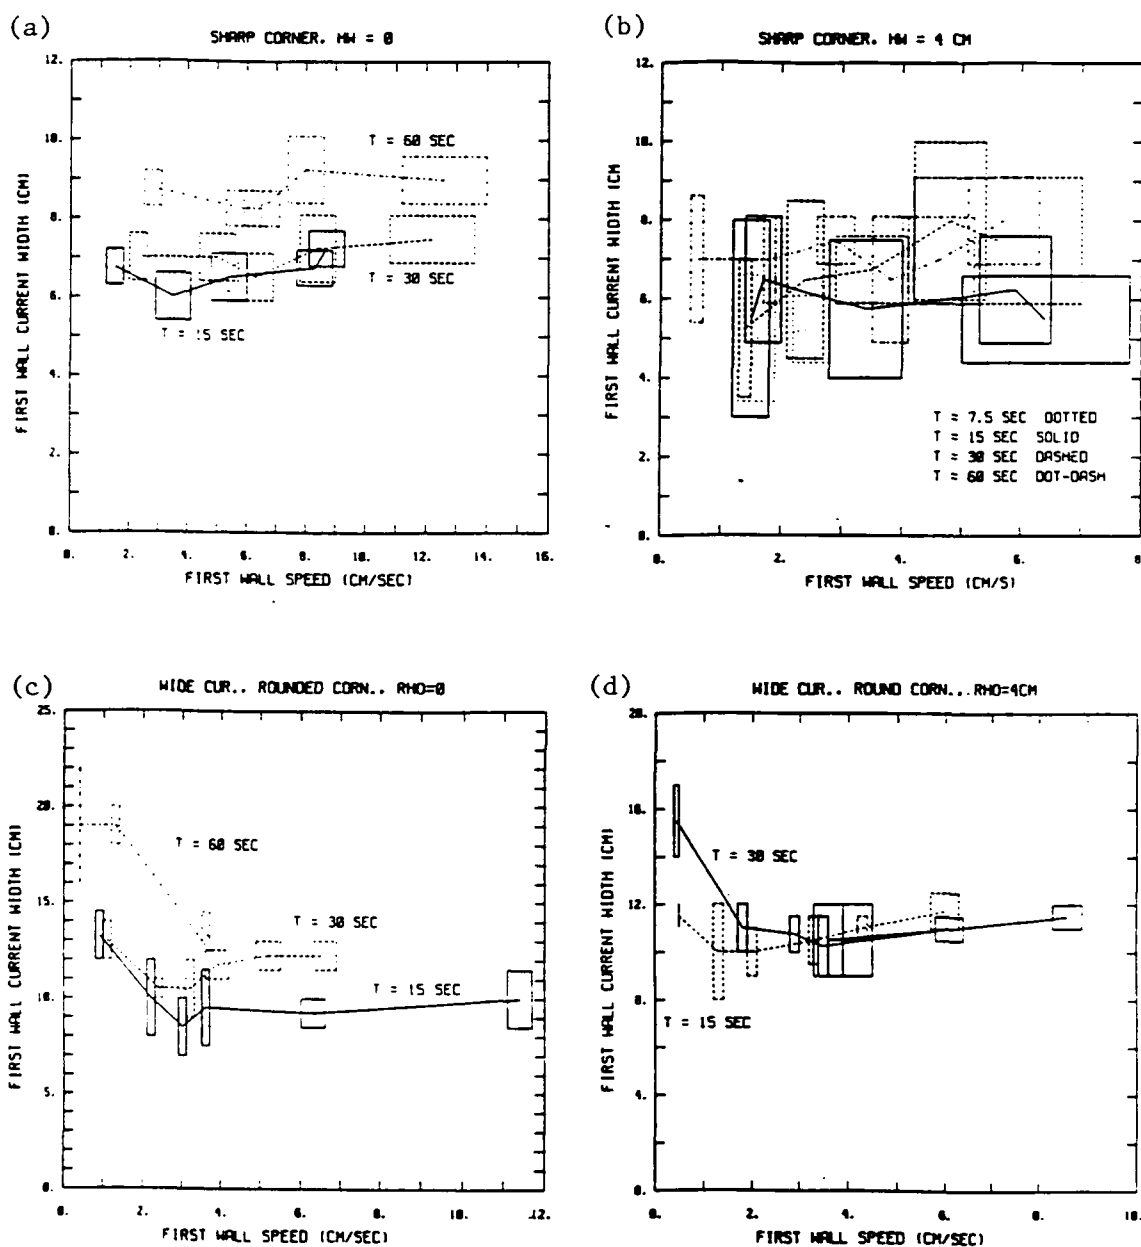 (a)
SHARP CORNER. HW = 0
12.
10.
8.
6.
4.
2.
0.
FIRST WALL CURRENT WIDTH (CM)
T = 60 SEC
T = 30 SEC
T = 15 SEC
0. 2. 4. 6. 8. 10. 12. 14. 16.
FIRST WALL SPEED (CM/SEC)
(b)
SHARP CORNER. HW = 4 CM
12.
10.
8.
6.
4.
2.
0.
FIRST WALL CURRENT WIDTH (CM
T = 7.5 SEC DOTTED
T = 15 SEC SOLID
T = 30 SEC DASHED
T = 60 SEC DOT-DASH
0. 2. 4. 6. 8
FIRST WALL SPEED (CM/S)
(c)
WIDE CUR.. ROUNDED CORN.. RHO=0
25.
20.
15.
10.
5.
0.
FIRST WALL CURRENT WIDTH (CM)
T = 60 SEC
T = 30 SEC
T = 15 SEC
0. 2. 4. 6. 8. 10. 12.
FIRST WALL SPEED (CM/SEC)
(d)
WIDE CUR.. ROUND CORN...RHO=4CM
20.
16.
12.
8.
4.
0.
FIRST WALL CURRENT WIDTH (CM)
T = 30 SEC
T = 15 SEC
0. 2. 4. 6. 8. 10.
FIRST WALL SPEED (CM/SEC)